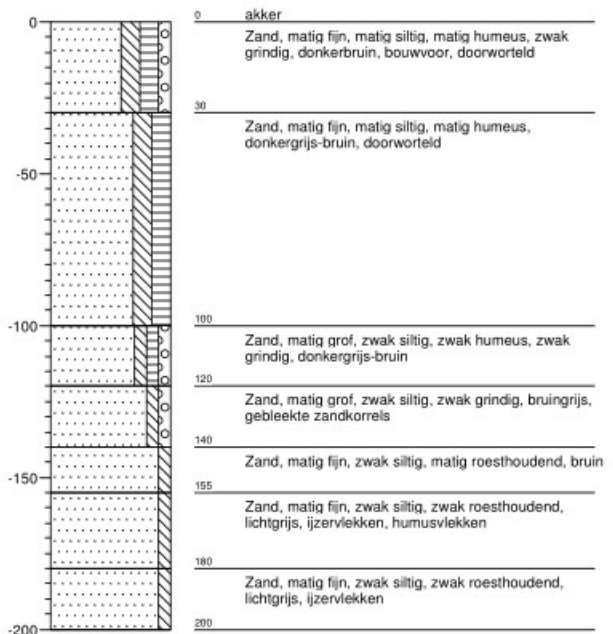 0 akker
0
Zand, matig fijn, matig siltig, matig humeus, zwak
grindig, donkerbruin, bouwvoor, doorworteld
30
Zand, matig fijn, matig siltig, matig humeus,
donkergrijs-bruin, doorworteld
-50
100
-100
Zand, matig grof, zwak siltig, zwak humeus, zwak
grindig, donkergrijs-bruin
120
Zand, matig grof, zwak siltig, zwak grindig, bruingrijs,
gebleekte zandkorrels
140
Zand, matig fijn, zwak siltig, matig roesthoudend, bruin
-150
155
Zand, matig fijn, zwak siltig, zwak roesthoudend,
lichtgrijs, ijzervlekken, humusvlekken
180
Zand, matig fijn, zwak siltig, zwak roesthoudend,
lichtgrijs, ijzervlekken
200
-200